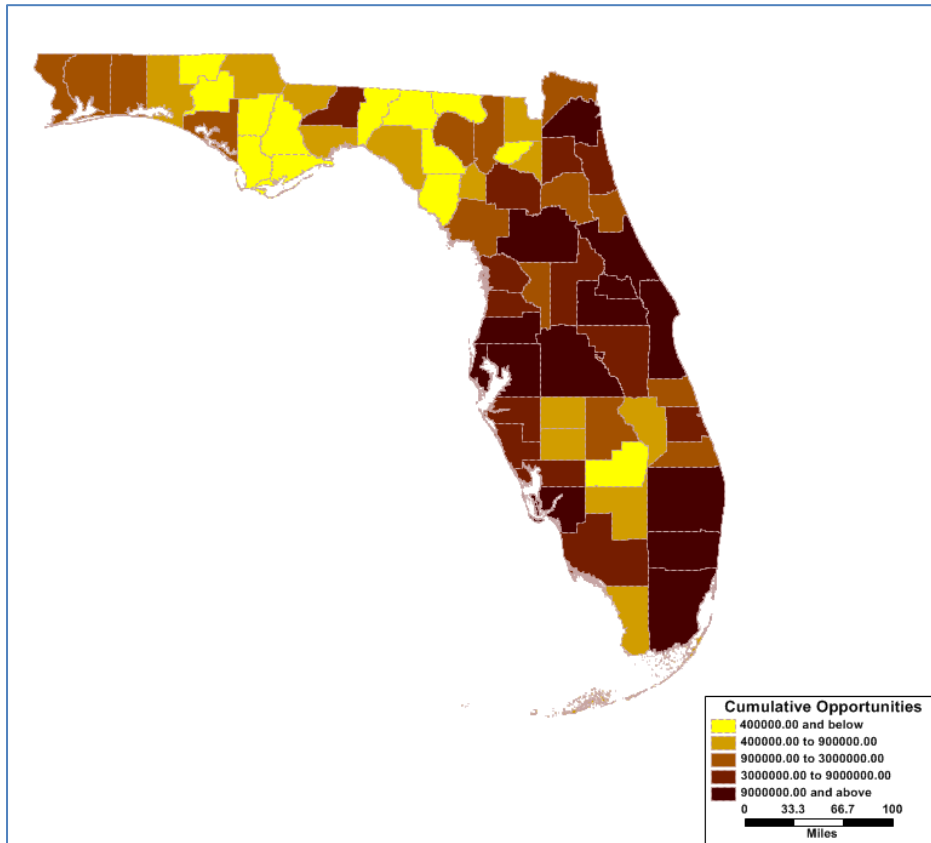 Cumulative Opportunities
400000.00 and below
400000.00 to 900000.00
900000.00 to 3000000.00
3000000.00 to 9000000.00
9000000.00 and above
0 33.3 66.7 100
Miles